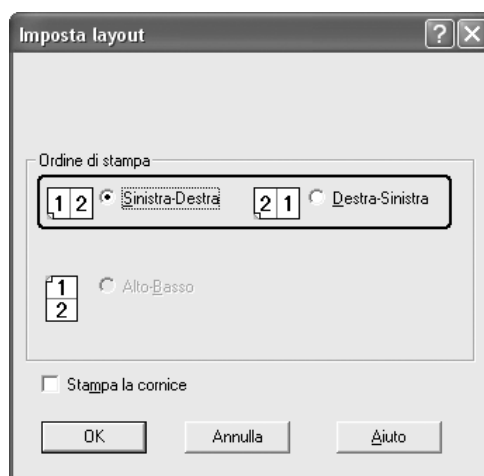 Imposta layout
Ordine di stampa
1 2 Sinistra-Destra 2 1 Destra-Sinistra
1 Alto-Basso
2
Stampa la cornice
OK Annulla Aiuto